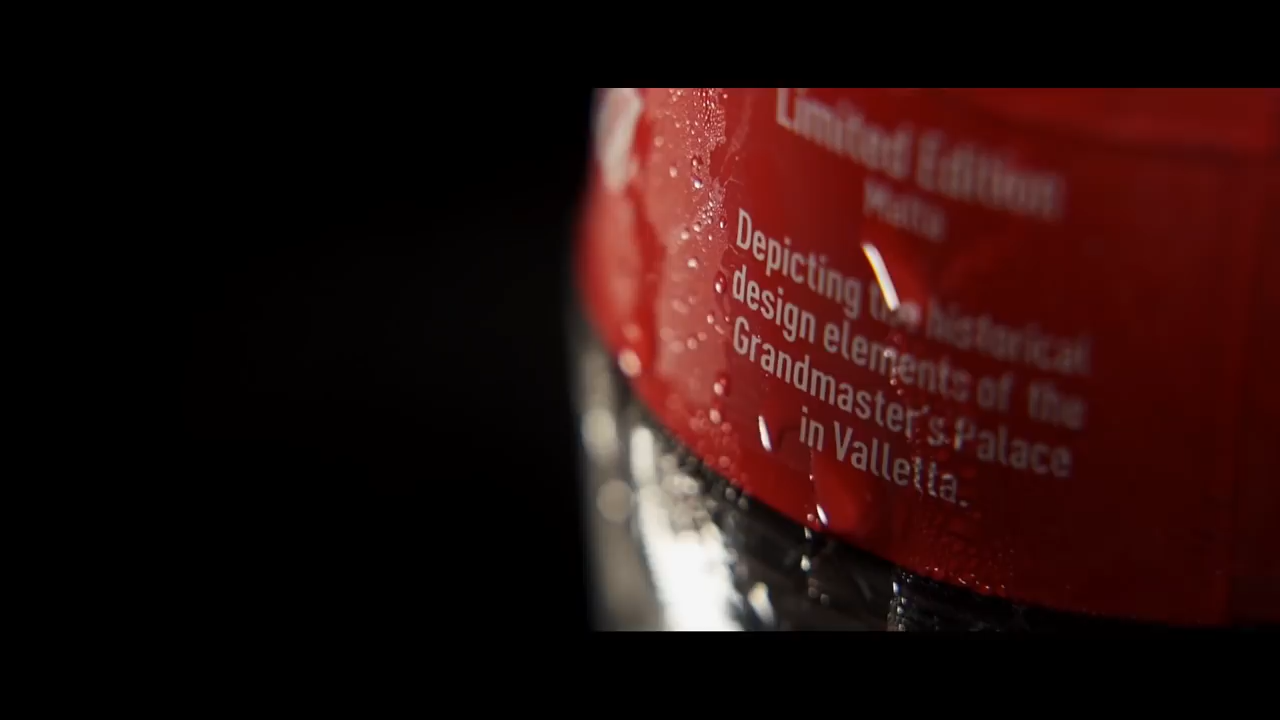 Limited Edition
Malta
Depicting the historical
design elements of the
Grandmaster's Palace
in Valletta.